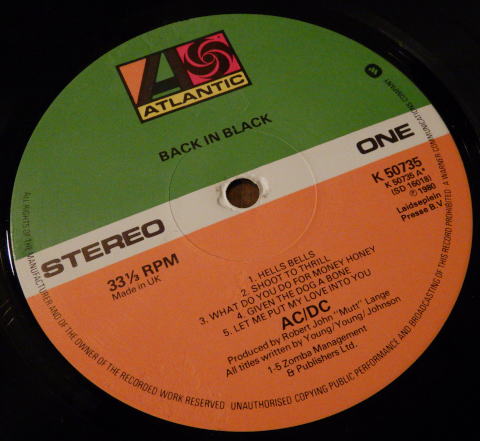 A
ATLANTIC
BACK IN BLACK
STEREO
ONE
33⅓ RPM
Made in UK
K 50735
K 50735 A*
(SD 16018)
℗ 1980
Leidseplein
Presse B.V
1. HELLS BELLS
2. SHOOT TO THRILL
3. WHAT DO YOU DO FOR MONEY HONEY
4. GIVEN THE DOG A BONE
5. LET ME PUT MY LOVE INTO YOU
AC/DC
Produced by Robert John "Mutt" Lange
All titles written by Young/Young/Johnson
1-5 Zomba Management
& Publishers Ltd.
ALL RIGHTS OF THE MANUFACTURER AND OF THE OWNER OF THE RECORDED WORK RESERVED UNAUTHORISED COPYING PUBLIC PERFORMANCE AND BROADCASTING OF THIS RECORD PROHIBITED. A WARNER COMMUNICATIONS COMPANY